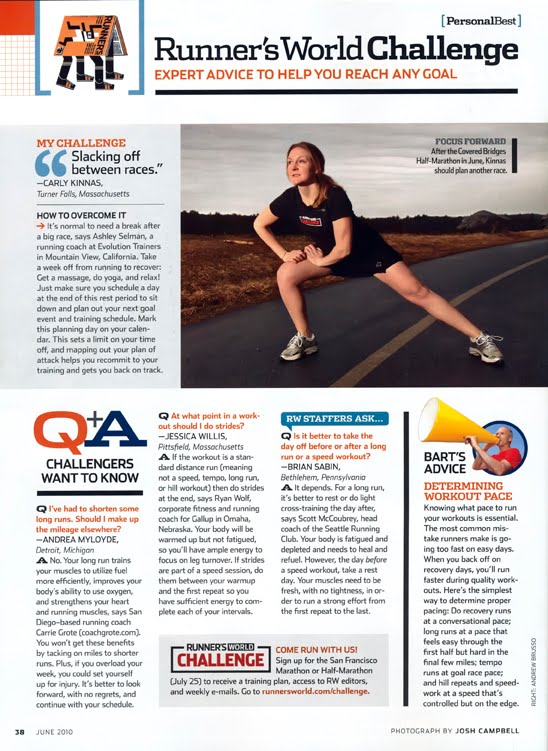 [PersonalBest]
RUNNER'S
Runner's World Challenge
EXPERT ADVICE TO HELP YOU REACH ANY GOAL
MY CHALLENGE
“Slacking off
between races.”
—CARLY KINNAS,
Turner Falls, Massachusetts
HOW TO OVERCOME IT
→ It's normal to need a break after
a big race, says Ashley Selman, a
running coach at Evolution Trainers
in Mountain View, California. Take
a week off from running to recover:
Get a massage, do yoga, and relax!
Just make sure you schedule a day
at the end of this rest period to sit
down and plan out your next goal
event and training schedule. Mark
this planning day on your calen-
dar. This sets a limit on your time
off, and mapping out your plan of
attack helps you recommit to your
training and gets you back on track.
FOCUS FORWARD
After the Covered Bridges
Half-Marathon in June, Kinnas
should plan another race.
Q+A
CHALLENGERS
WANT TO KNOW
Q I've had to shorten some
long runs. Should I make up
the mileage elsewhere?
—ANDREA MYLOYDE,
Detroit, Michigan
A No. Your long run trains
your muscles to utilize fuel
more efficiently, improves your
body's ability to use oxygen,
and strengthens your heart
and running muscles, says San
Diego–based running coach
Carrie Grote (coachgrote.com).
You won't get these benefits
by tacking on miles to shorter
runs. Plus, if you overload your
week, you could set yourself
up for injury. It's better to look
forward, with no regrets, and
continue with your schedule.
Q At what point in a work-
out should I do strides?
—JESSICA WILLIS,
Pittsfield, Massachusetts
A If the workout is a stan-
dard distance run (meaning
not a speed, tempo, long run,
or hill workout) then do strides
at the end, says Ryan Wolf,
corporate fitness and running
coach for Gallup in Omaha,
Nebraska. Your body will be
warmed up but not fatigued,
so you'll have ample energy to
focus on leg turnover. If strides
are part of a speed session, do
them between your warmup
and the first repeat so you
have sufficient energy to com-
plete each of your intervals.
RW STAFFERS ASK...
Q Is it better to take the day
off before or after a long run
or a speed workout?
—BRIAN SABIN,
Bethlehem, Pennsylvania
A It depends. For a long run,
it's better to rest or do light
cross-training the day after,
says Scott McCoubrey, head
coach of the Seattle Running
Club. Your body is fatigued and
depleted and needs to heal and
refuel. However, the day before
a speed workout, take a rest
day. Your muscles need to be
fresh, with no tightness, in or-
der to run a strong effort from
the first repeat to the last.
RUNNER'S WORLD
CHALLENGE
COME RUN WITH US!
Sign up for the San Francisco
Marathon or Half-Marathon
(July 25) to receive a training plan, access to RW editors,
and weekly e-mails. Go to runnersworld.com/challenge.
BART'S
ADVICE
DETERMINING
WORKOUT PACE
Knowing what pace to run
your workouts is essential.
The most common mis-
take runners make is go-
ing too fast on easy days.
When you back off on
recovery days, you'll run
faster during quality work-
outs. Here's the simplest
way to determine proper
pacing: Do recovery runs
at a conversational pace;
long runs at a pace that
feels easy through the
first half but hard in the
final few miles; tempo
runs at goal race pace;
and hill repeats and speed-
work at a speed that's
controlled but on the edge.
RIGHT: ANDREW BRUSSO
38 JUNE 2010
PHOTOGRAPH BY JOSH CAMPBELL